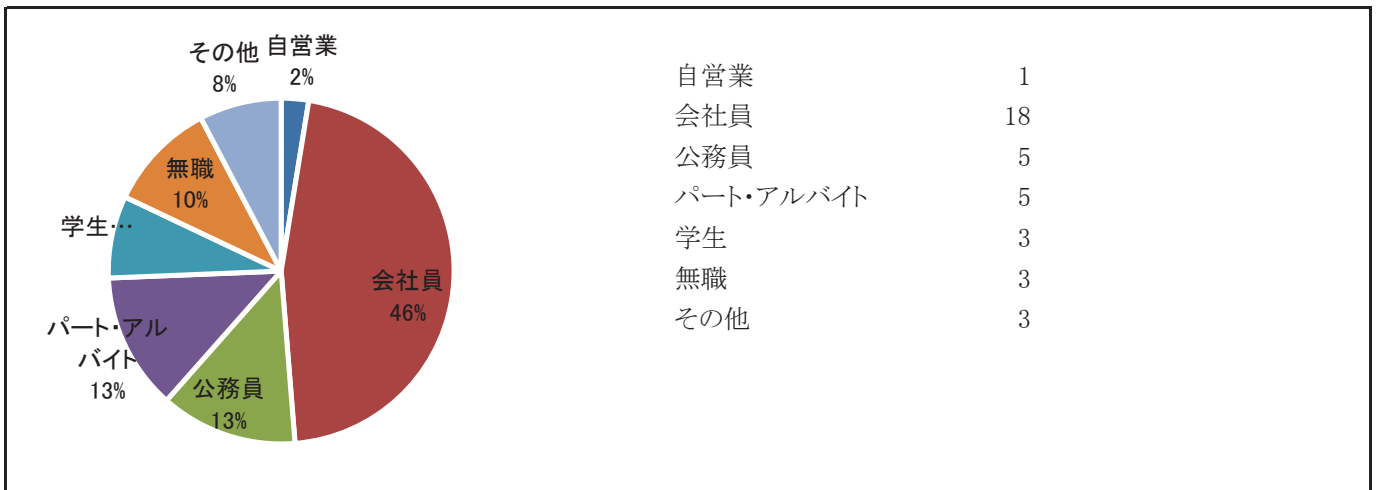 その他
8%
自営業
2%
無職
10%
学生…
会社員
46%
パート・アル
バイト
13%
公務員
13%
自営業 1
会社員 18
公務員 5
パート・アルバイト 5
学生 3
無職 3
その他 3